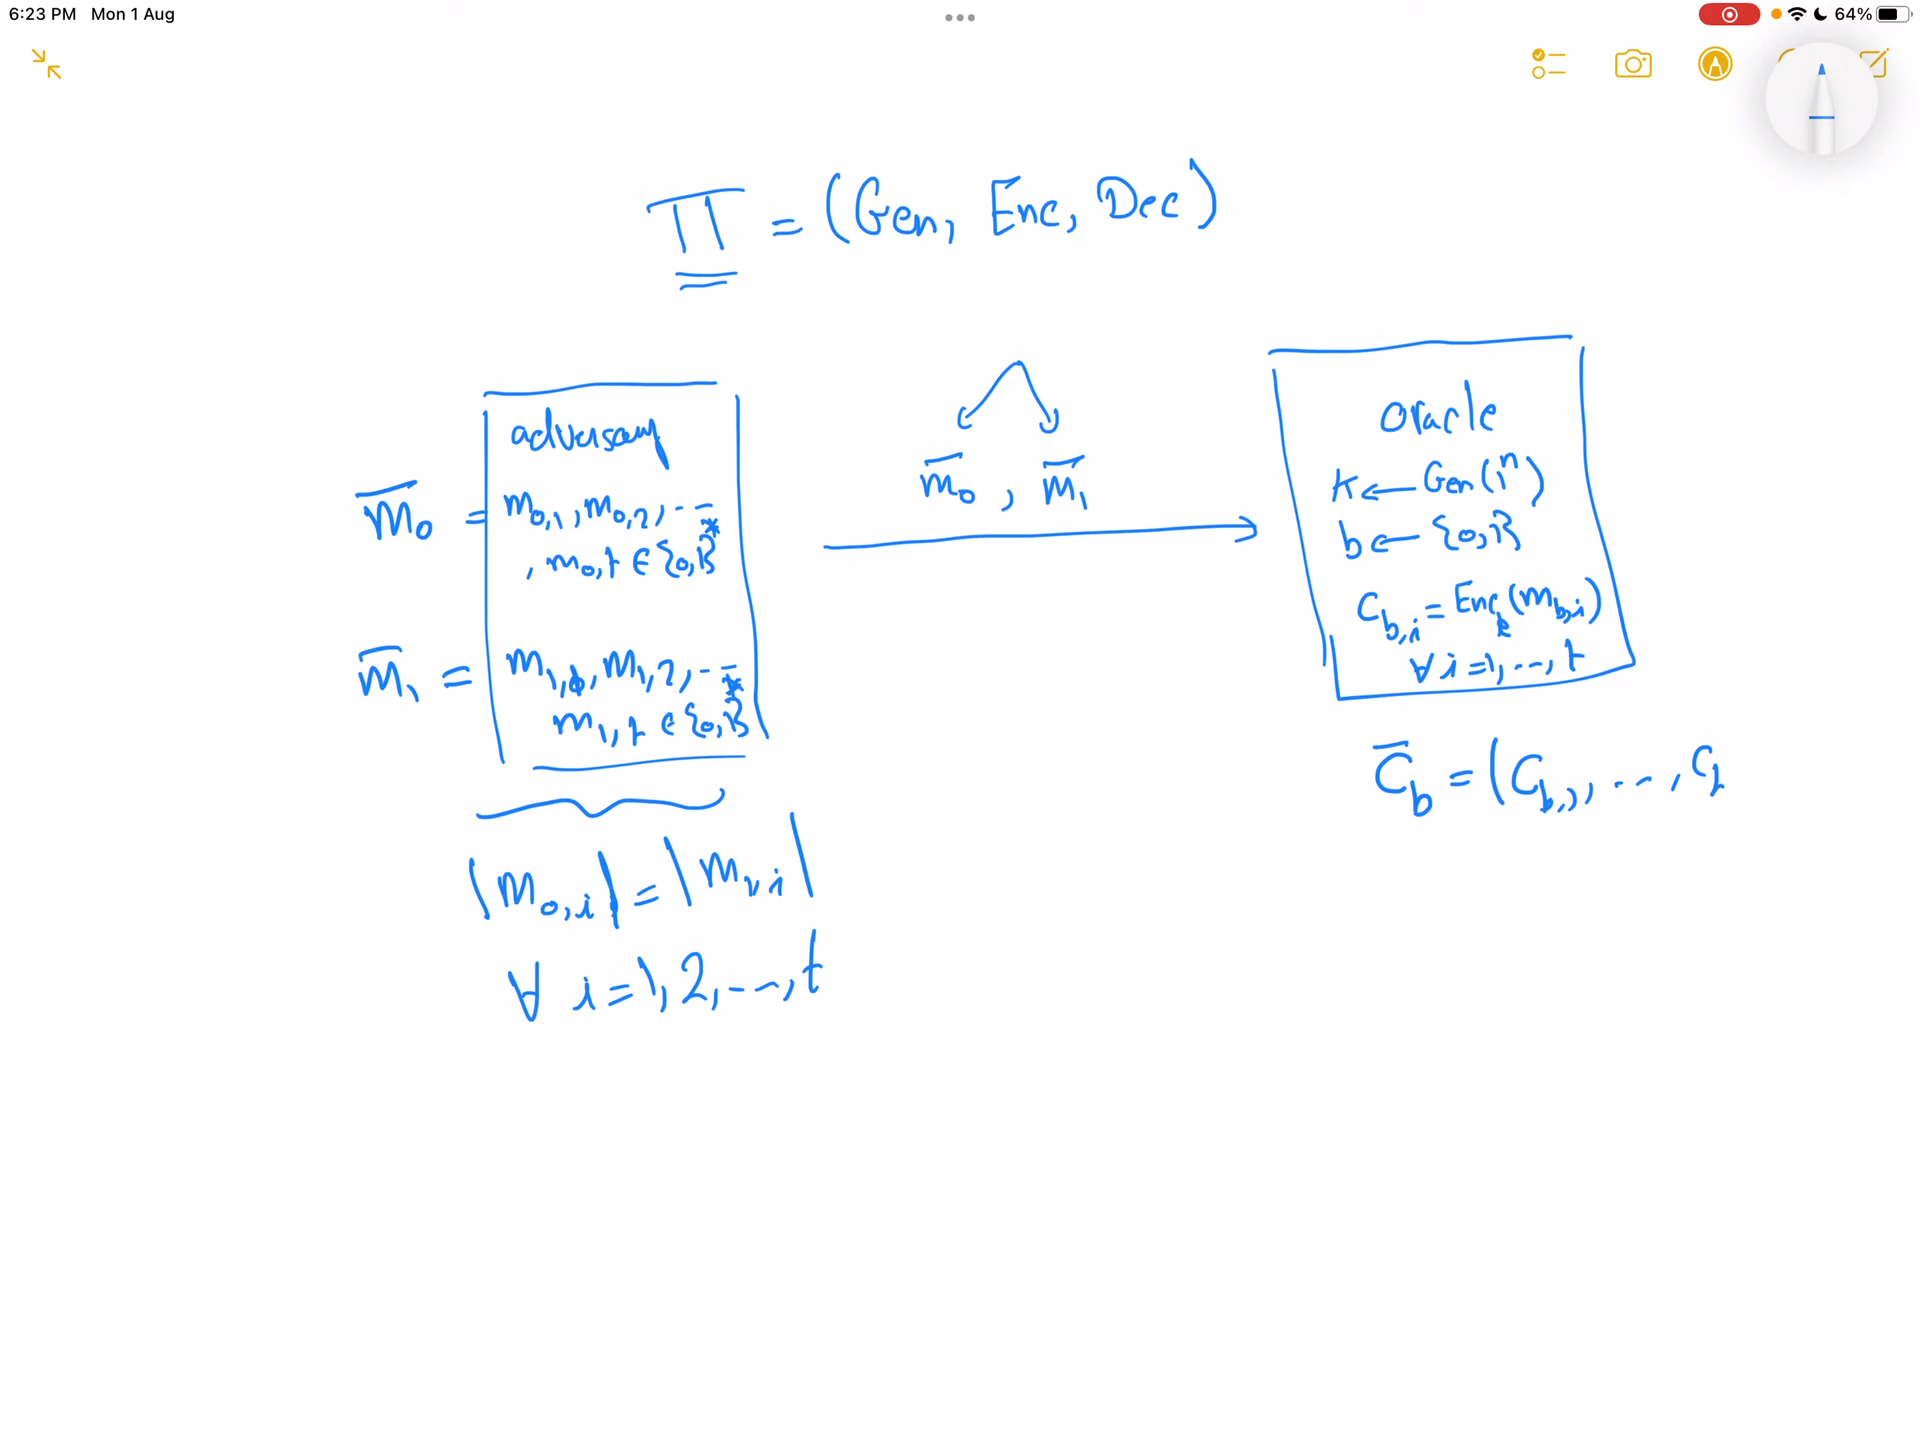 6:23 PM Mon 1 Aug
64%
Π = (Gen, Enc, Dec)
adversary
m̅₀ = m₀,₁, m₀,₂, ---
, m₀,t ∈ {0,1}*
m̅₁ = m₁,₁, m₁,₂, ---
m₁,t ∈ {0,1}*
|m₀,i| = |m₁,i|
∀ i=1,2,---,t
m̅₀, m̅₁
oracle
k ← Gen(1ⁿ)
b ← {0,1}
C_b,i = Enc_k(m_b,i)
∀ i=1,--,t
C̅_b = (C_b,1, ---, C